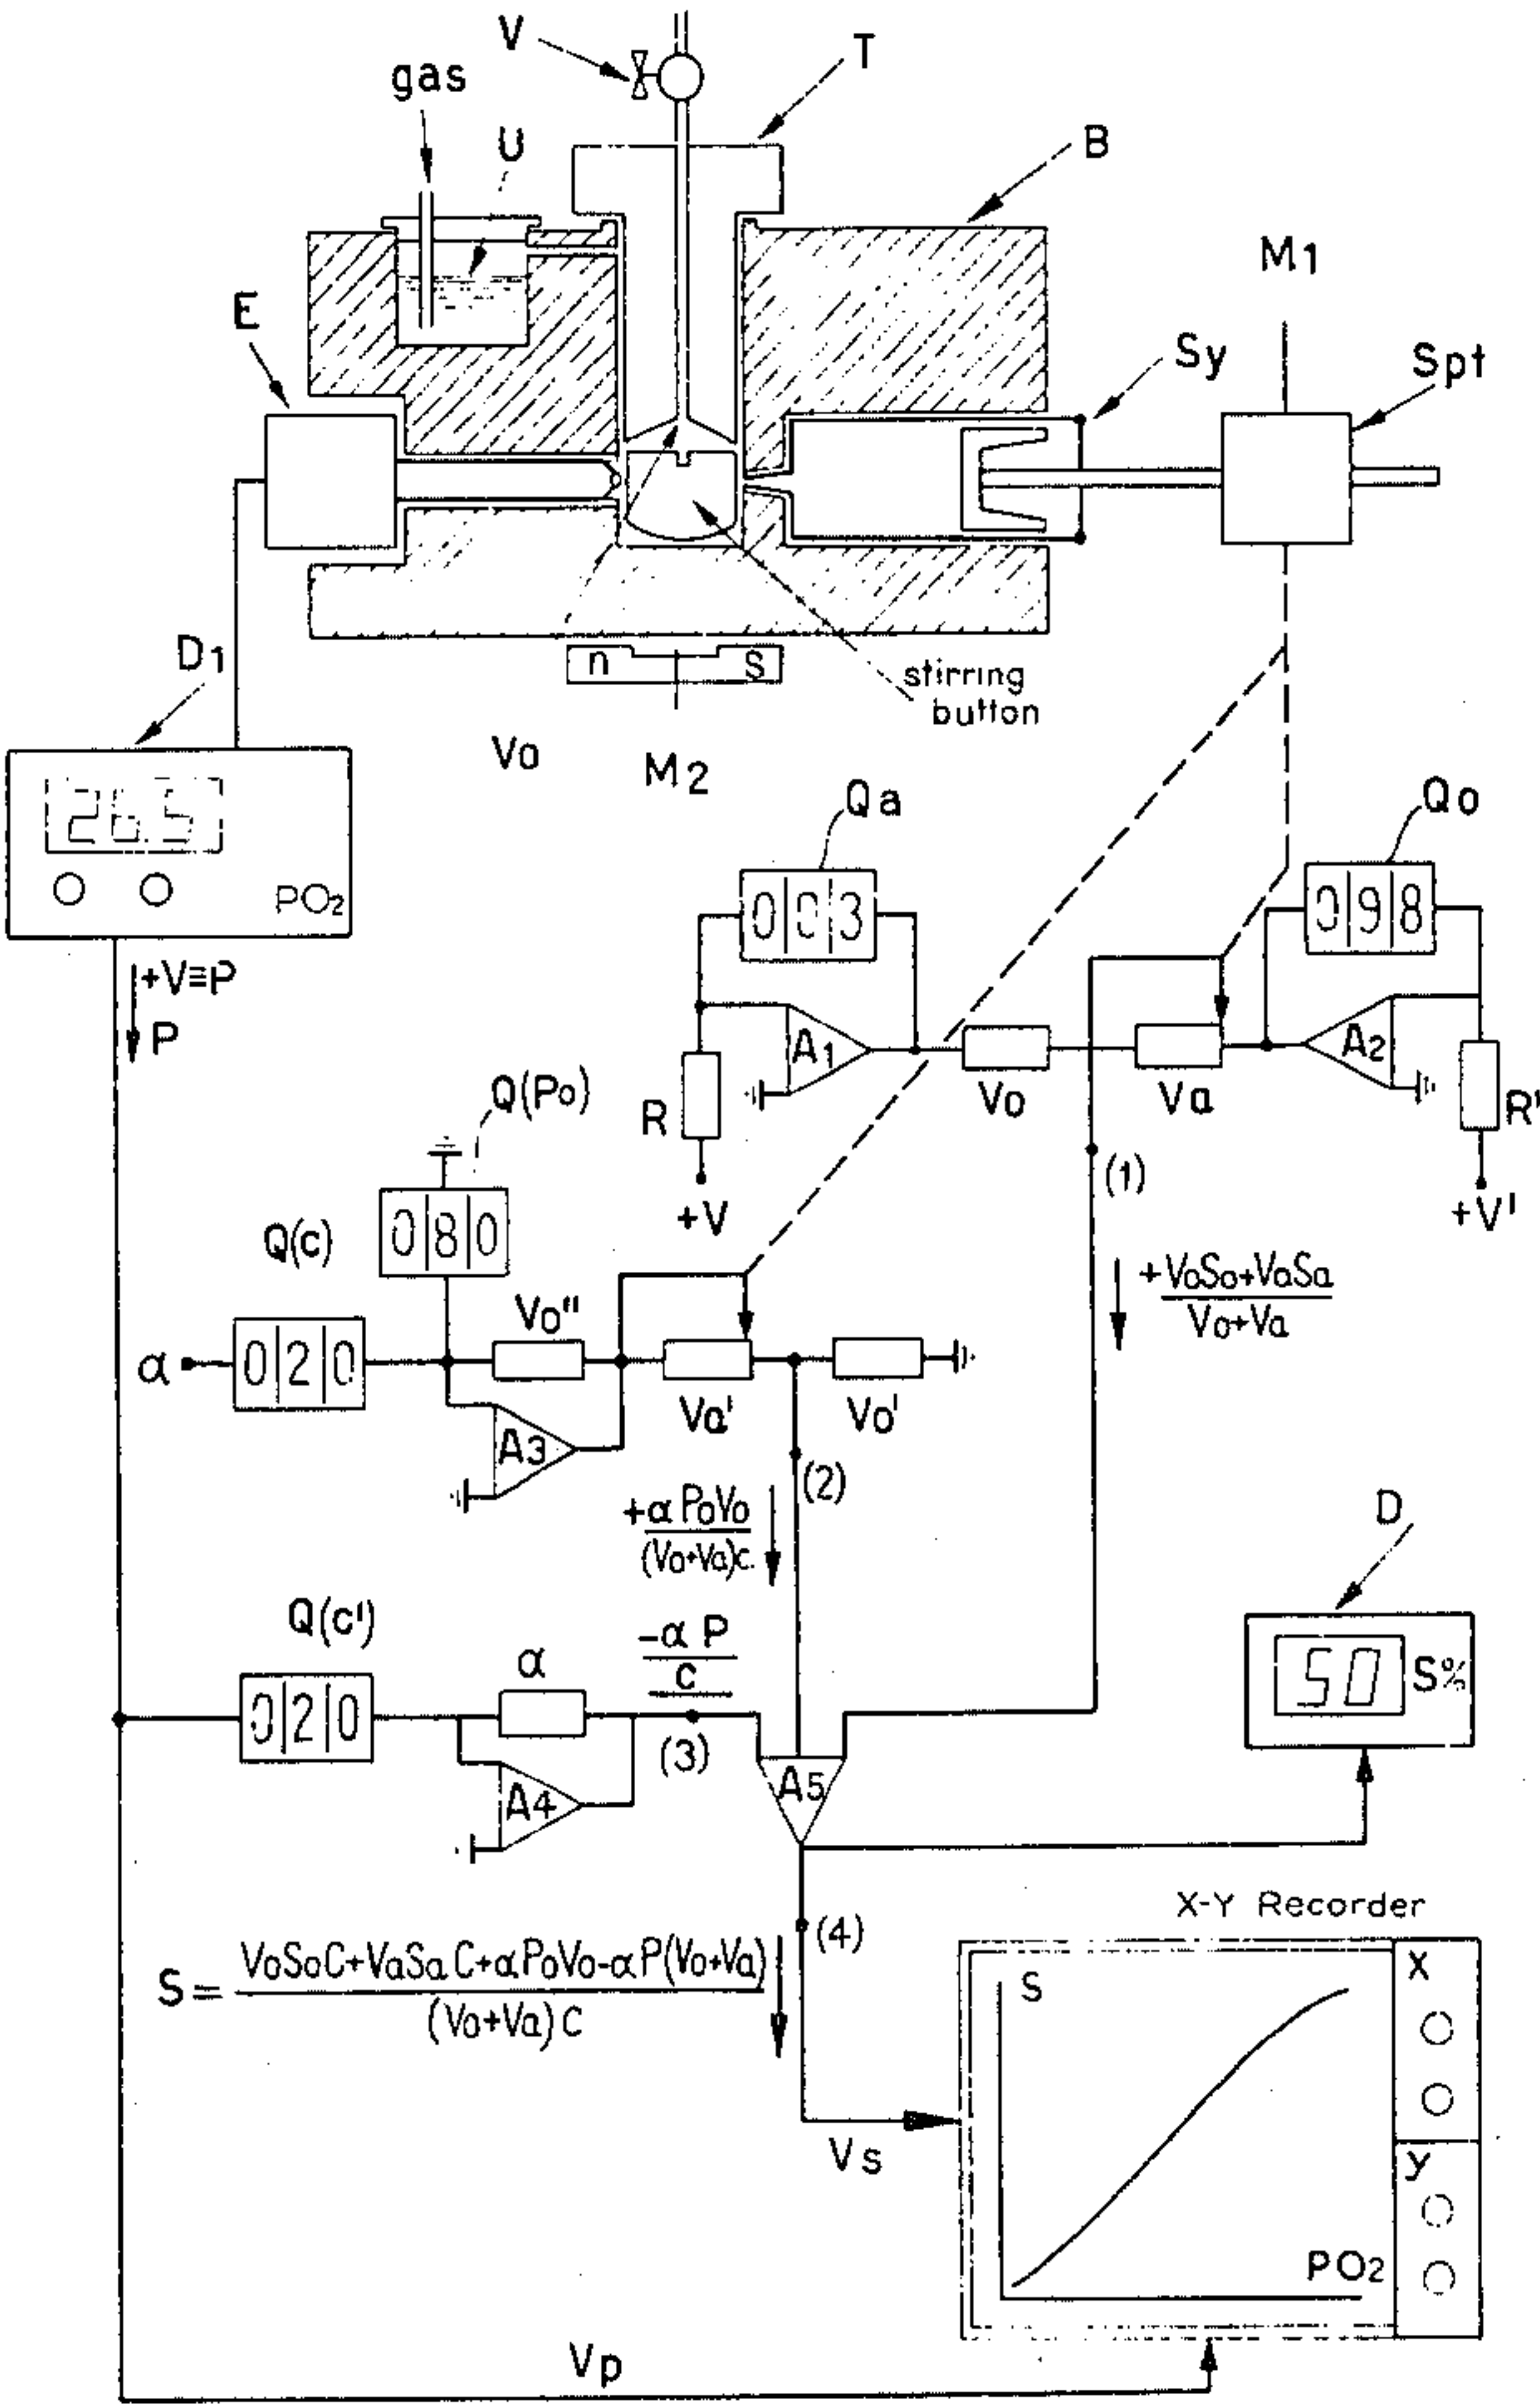 V
T
gas
U
B
M1
E
Sy
Spt
D1
n
S
stirring
button
Vo
M2
26.5
PO2
Qa
Qo
003
098
+V≡P
P
A1
A2
Vo
Va
R
R'
Q(Po)
(1)
+V
+V'
080
Q(c)
+VoSo+VaSa
Vo+Va
Vo"
α
020
Va'
Vo'
A3
(2)
+αPoVo
(Vo+Va)c.
D
Q(c')
-αP
c
α
50
S%
020
(3)
A5
A4
X-Y Recorder
(4)
S = VoSoC+VaSaC+αPoVo-αP(Vo+Va)
(Vo+Va)C
X
S
Vs
y
PO2
Vp